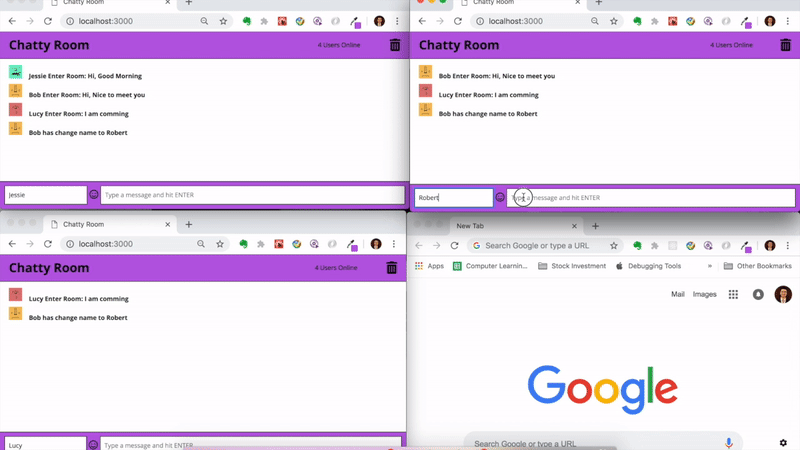 Chatty Room
localhost:3000
Chatty Room
4 Users Online
Jessie Enter Room: Hi, Good Morning
Bob Enter Room: Hi, Nice to meet you
Lucy Enter Room: I am comming
Bob has change name to Robert
Jessie
Type a message and hit ENTER
Chatty Room
localhost:3000
Chatty Room
4 Users Online
Bob Enter Room: Hi, Nice to meet you
Lucy Enter Room: I am comming
Bob has change name to Robert
Robert
Type a message and hit ENTER
Chatty Room
localhost:3000
Chatty Room
4 Users Online
Lucy Enter Room: I am comming
Bob has change name to Robert
Lucy
Type a message and hit ENTER
New Tab
Search Google or type a URL
Apps
Computer Learnin...
Stock Investment
Debugging Tools
»
Other Bookmarks
Mail
Images
Google
Search Google or type a URL